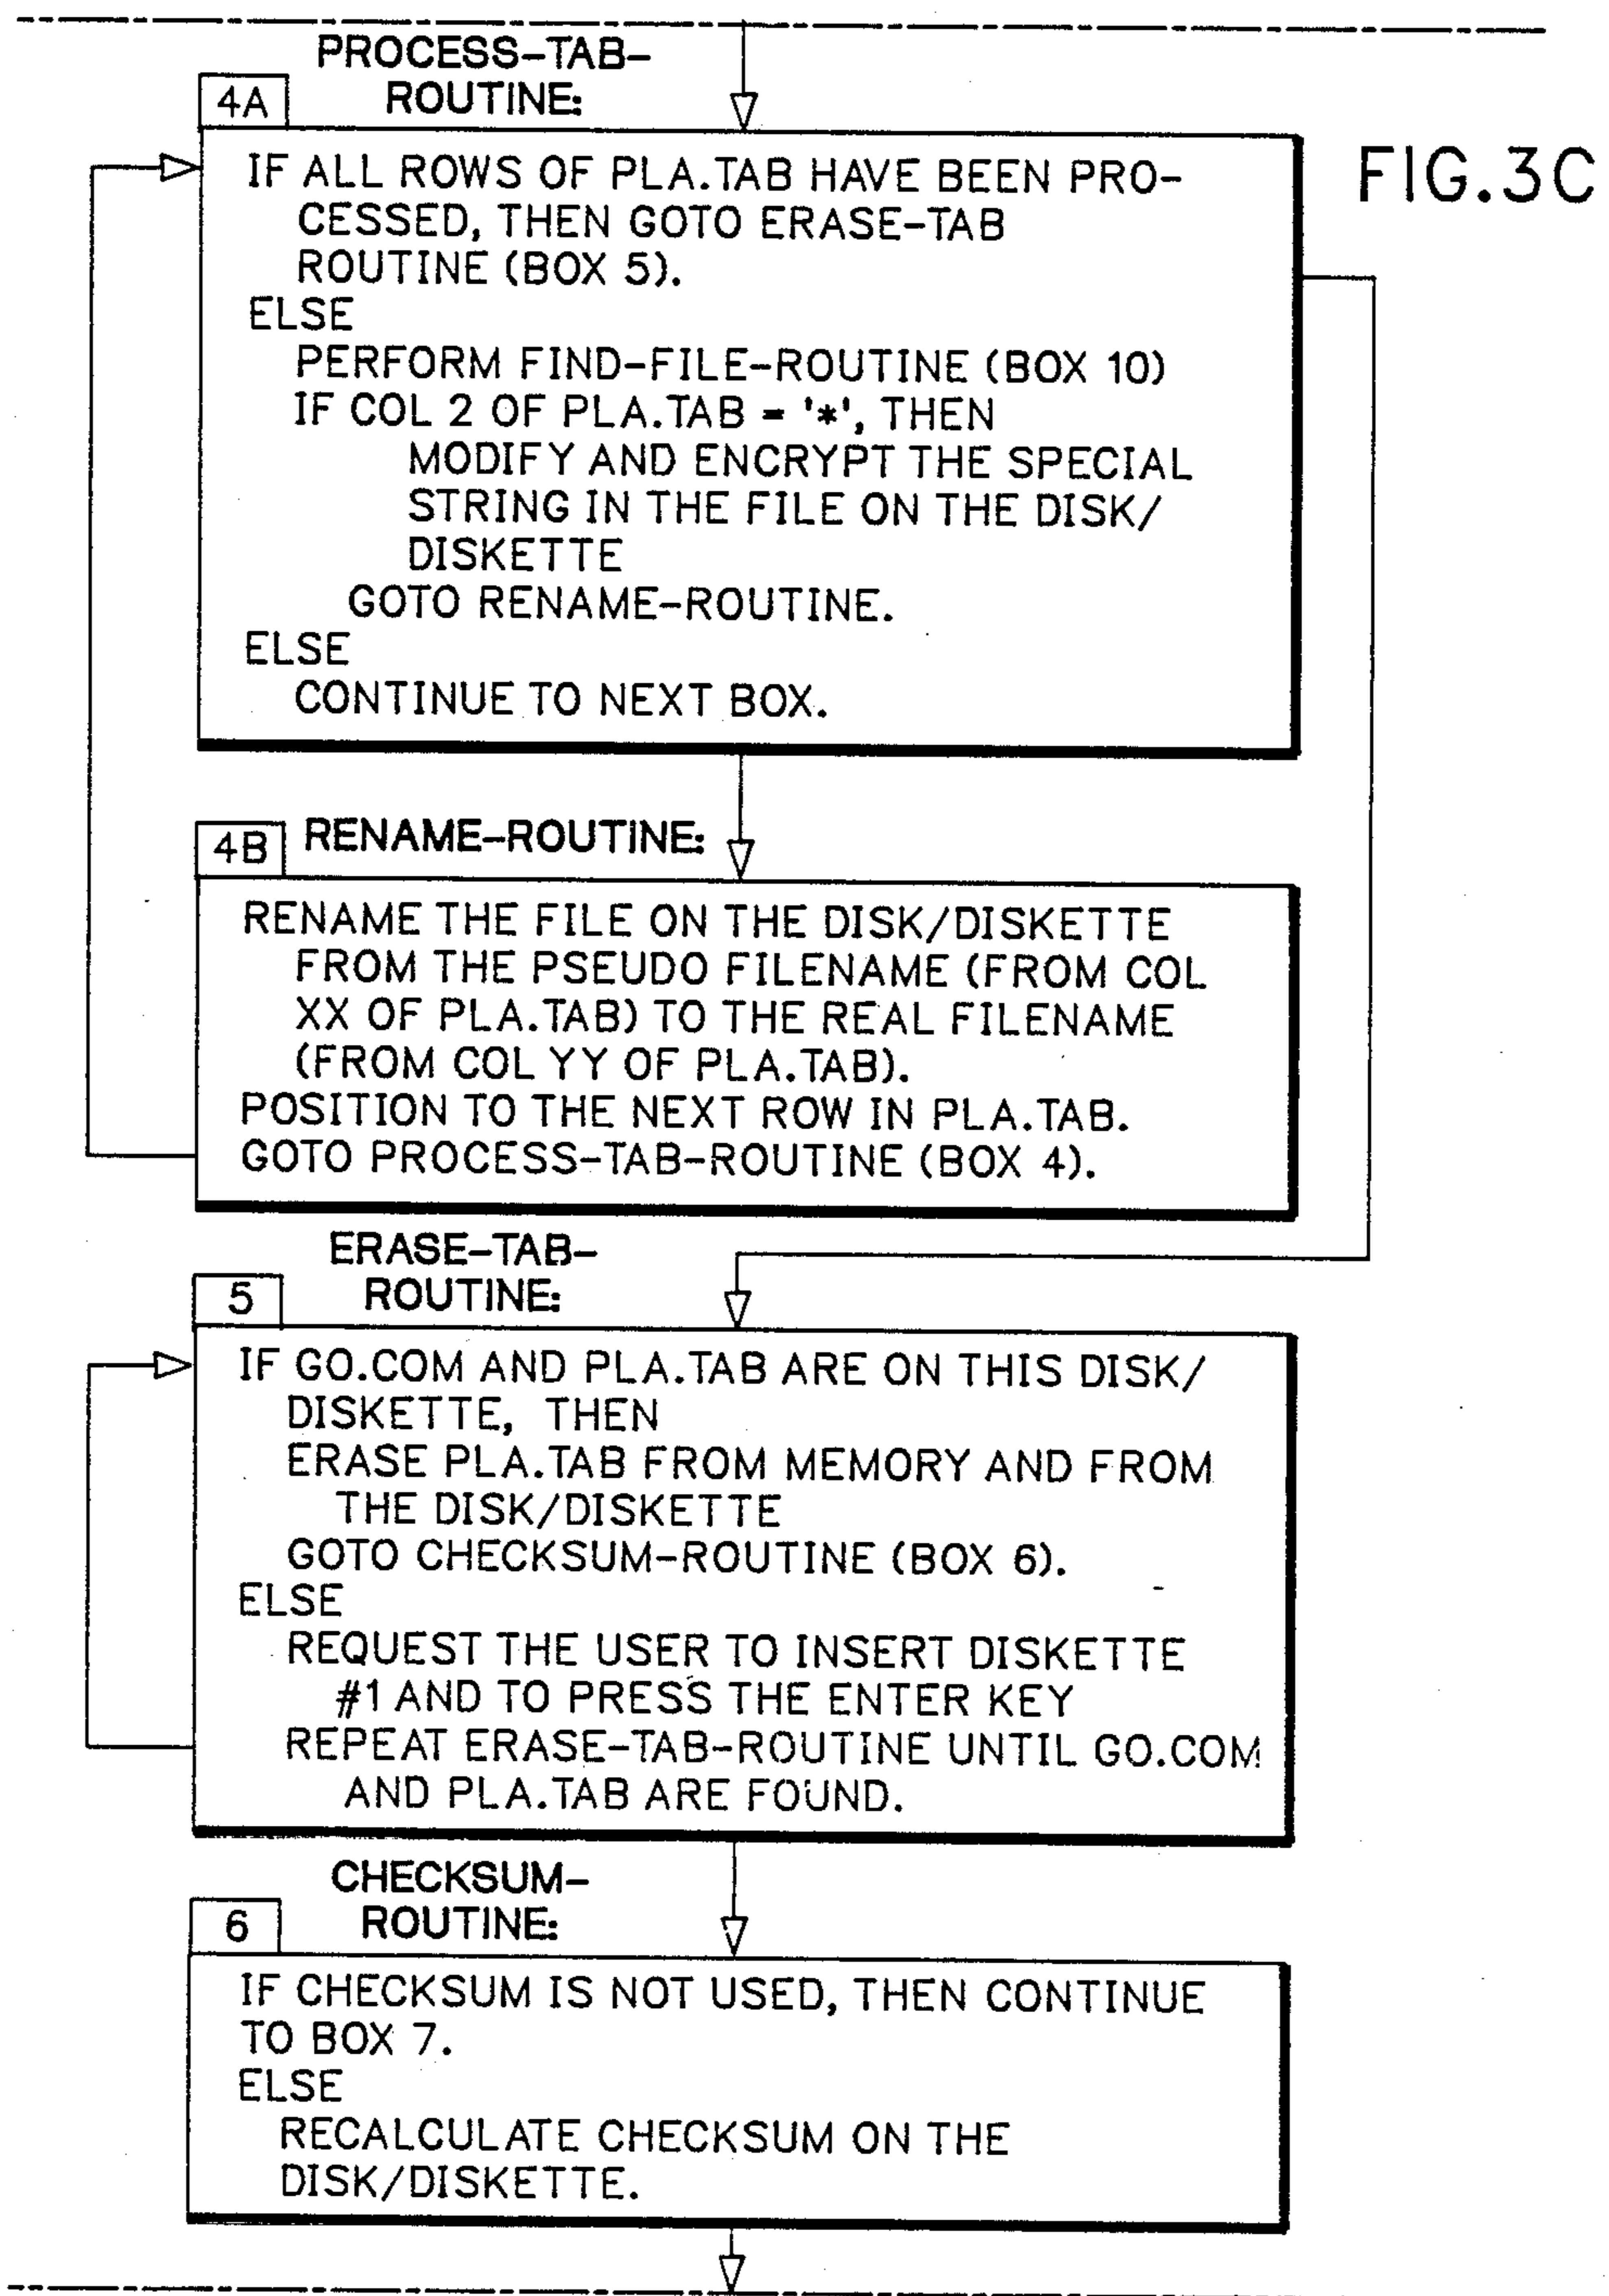 PROCESS-TAB-
ROUTINE:
4A
FIG.3C
IF ALL ROWS OF PLA.TAB HAVE BEEN PRO-
CESSED, THEN GOTO ERASE-TAB
ROUTINE (BOX 5).
ELSE
PERFORM FIND-FILE-ROUTINE (BOX 10)
IF COL 2 OF PLA.TAB = '*', THEN
MODIFY AND ENCRYPT THE SPECIAL
STRING IN THE FILE ON THE DISK/
DISKETTE
GOTO RENAME-ROUTINE.
ELSE
CONTINUE TO NEXT BOX.
4B
RENAME-ROUTINE:
RENAME THE FILE ON THE DISK/DISKETTE
FROM THE PSEUDO FILENAME (FROM COL
XX OF PLA.TAB) TO THE REAL FILENAME
(FROM COL YY OF PLA.TAB).
POSITION TO THE NEXT ROW IN PLA.TAB.
GOTO PROCESS-TAB-ROUTINE (BOX 4).
ERASE-TAB-
ROUTINE:
5
IF GO.COM AND PLA.TAB ARE ON THIS DISK/
DISKETTE, THEN
ERASE PLA.TAB FROM MEMORY AND FROM
THE DISK/DISKETTE
GOTO CHECKSUM-ROUTINE (BOX 6).
ELSE
REQUEST THE USER TO INSERT DISKETTE
#1 AND TO PRESS THE ENTER KEY
REPEAT ERASE-TAB-ROUTINE UNTIL GO.COM
AND PLA.TAB ARE FOUND.
CHECKSUM-
ROUTINE:
6
IF CHECKSUM IS NOT USED, THEN CONTINUE
TO BOX 7.
ELSE
RECALCULATE CHECKSUM ON THE
DISK/DISKETTE.